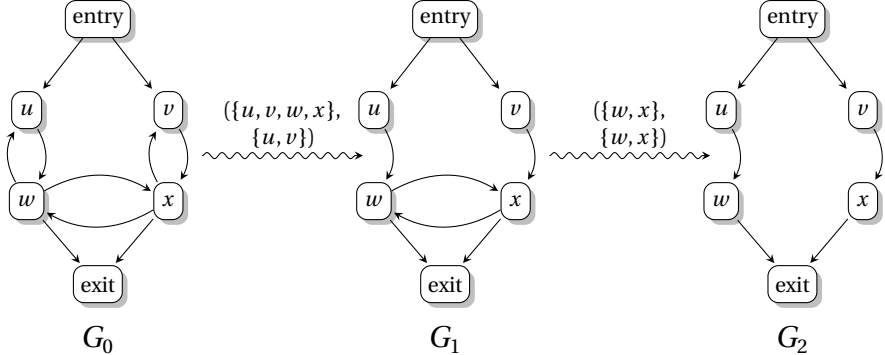 entry entry entry
u v ({u, v, w, x}, u v ({w, x}, u v
{u, v}) {w, x})
w x w x w x
exit exit exit
G0 G1 G2